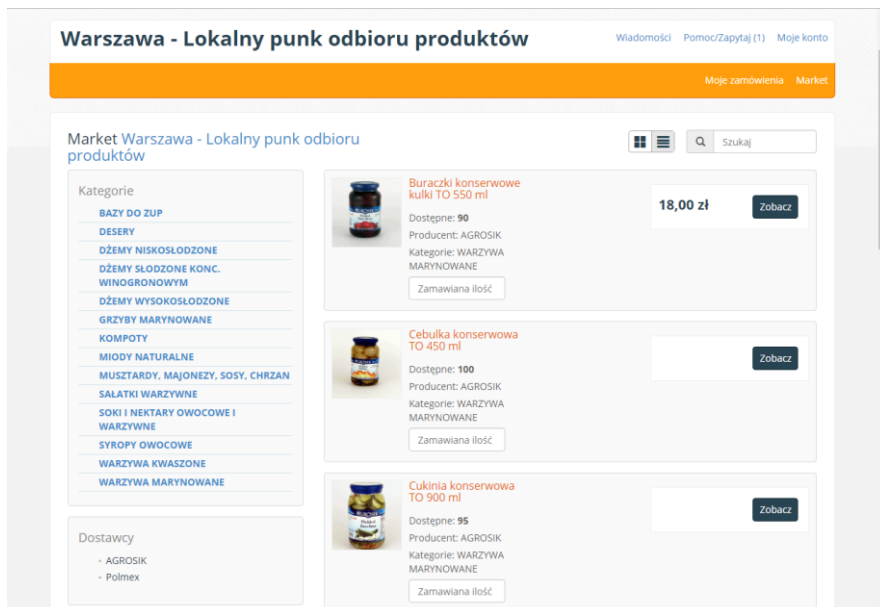 Warszawa - Lokalny punk odbioru produktów
Wiadomości Pomoc/Zapytaj (1) Moje konto
Moje zamówienia Market
Market Warszawa - Lokalny punk odbioru
produktów
Szukaj
Kategorie
BAZY DO ZUP
DESERY
DŻEMY NISKOSŁODZONE
DŻEMY SŁODZONE KONC.
WINOGRONOWYM
DŻEMY WYSOKOSŁODZONE
GRZYBY MARYNOWANE
KOMPOTY
MIODY NATURALNE
MUSZTARDY, MAJONEZY, SOSY, CHRZAN
SAŁATKI WARZYWNE
SOKI I NEKTARY OWOCOWE I
WARZYWNE
SYROPY OWOCOWE
WARZYWA KWASZONE
WARZYWA MARYNOWANE
Dostawcy
AGROSIK
Polmex
Buraczki konserwowe
kulki TO 550 ml
Dostępne: 90
Producent: AGROSIK
Kategorie: WARZYWA
MARYNOWANE
Zamawiana ilość
18,00 zł
Zobacz
Cebulka konserwowa
TO 450 ml
Dostępne: 100
Producent: AGROSIK
Kategorie: WARZYWA
MARYNOWANE
Zamawiana ilość
Zobacz
Cukinia konserwowa
TO 900 ml
Dostępne: 95
Producent: AGROSIK
Kategorie: WARZYWA
MARYNOWANE
Zamawiana ilość
Zobacz